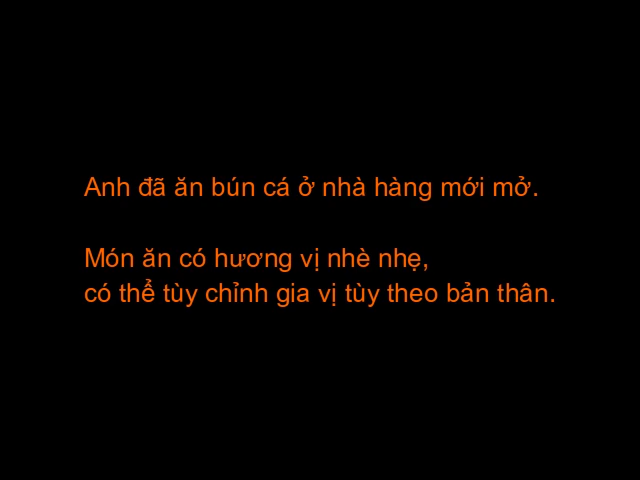 Anh đã ăn bún cá ở nhà hàng mới mở.
Món ăn có hương vị nhè nhẹ,
có thể tùy chỉnh gia vị tùy theo bản thân.